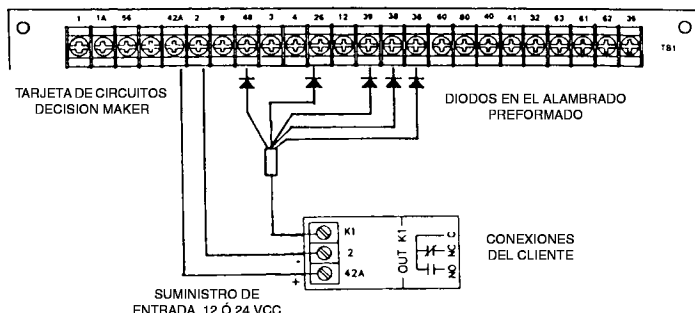 1 1A 56 42A 2 9 48 3 4 26 12 39 38 36 60 80 40 41 32 63 61 62 35
TB1
TARJETA DE CIRCUITOS
DECISION MAKER
DIODOS EN EL ALAMBRADO
PREFORMADO
K1
2
42A
-
+
OUT K1
C
NC
NO
CONEXIONES
DEL CLIENTE
SUMINISTRO DE
ENTRADA, 12 Ó 24 VCC